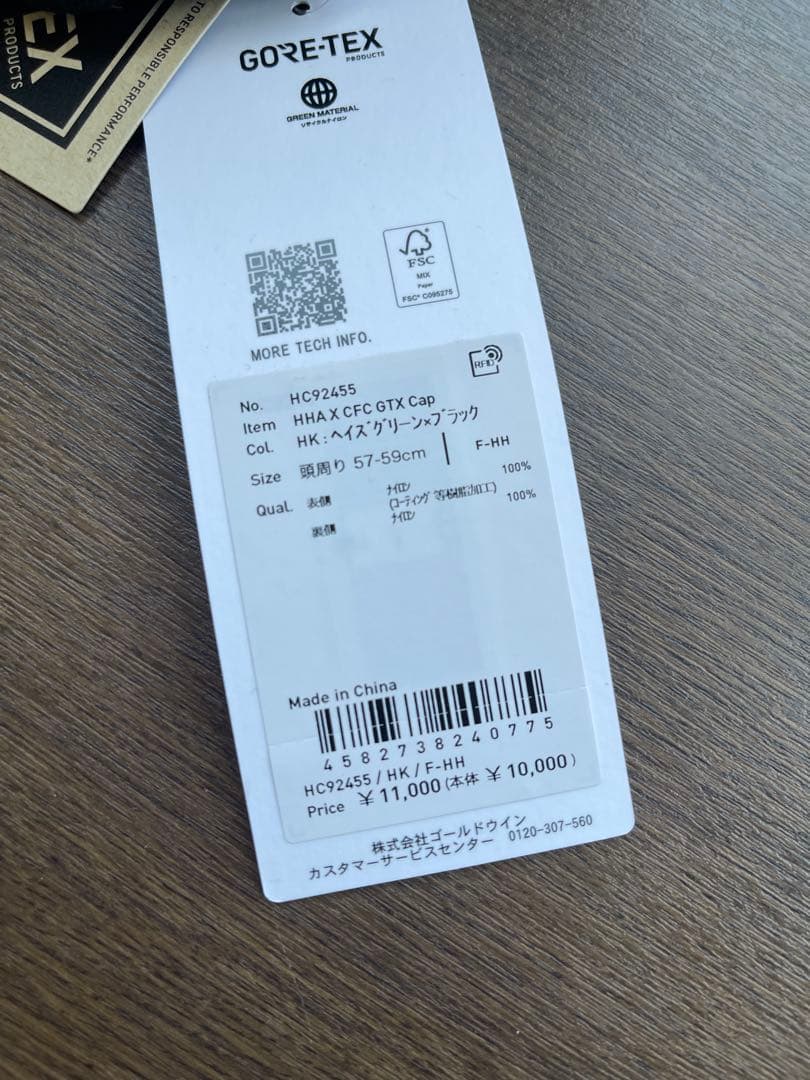 TEX
PRODUCTS
TO RESPONSIBLE PERFORMANCE*
GORE-TEX
PRODUCTS
GREEN MATERIAL
リサイクルナイロン
FSC
MIX
Paper
FSC® C095275
MORE TECH INFO.
RFID
No. HC92455
Item HHA X CFC GTX Cap
Col. HK:ヘイズグリーン×ブラック
Size 頭周り 57-59cm | F-HH
Qual. 表側 ナイロン 100%
(コーティング等樹脂加工)
裏側 ナイロン 100%
Made in China
4582738240775
HC92455/HK/F-HH
Price ¥11,000(本体 ¥10,000)
株式会社ゴールドウイン
カスタマーサービスセンター 0120-307-560